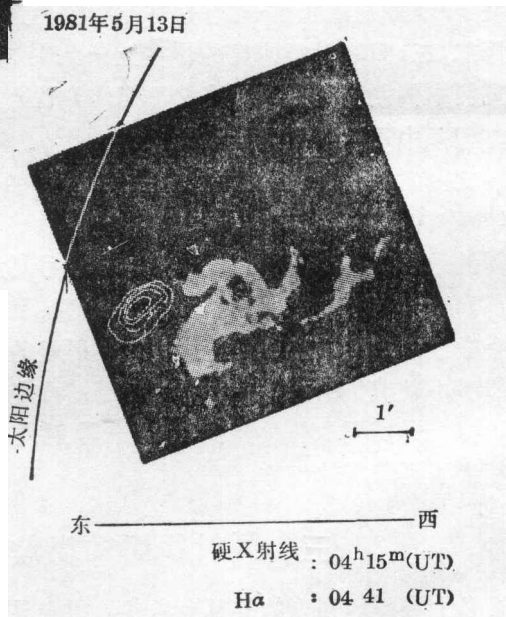 1981年5月13日
太阳边缘
1′
东 西
硬X射线 : 04ʰ15ᵐ(UT)
Hα : 04 41 (UT)